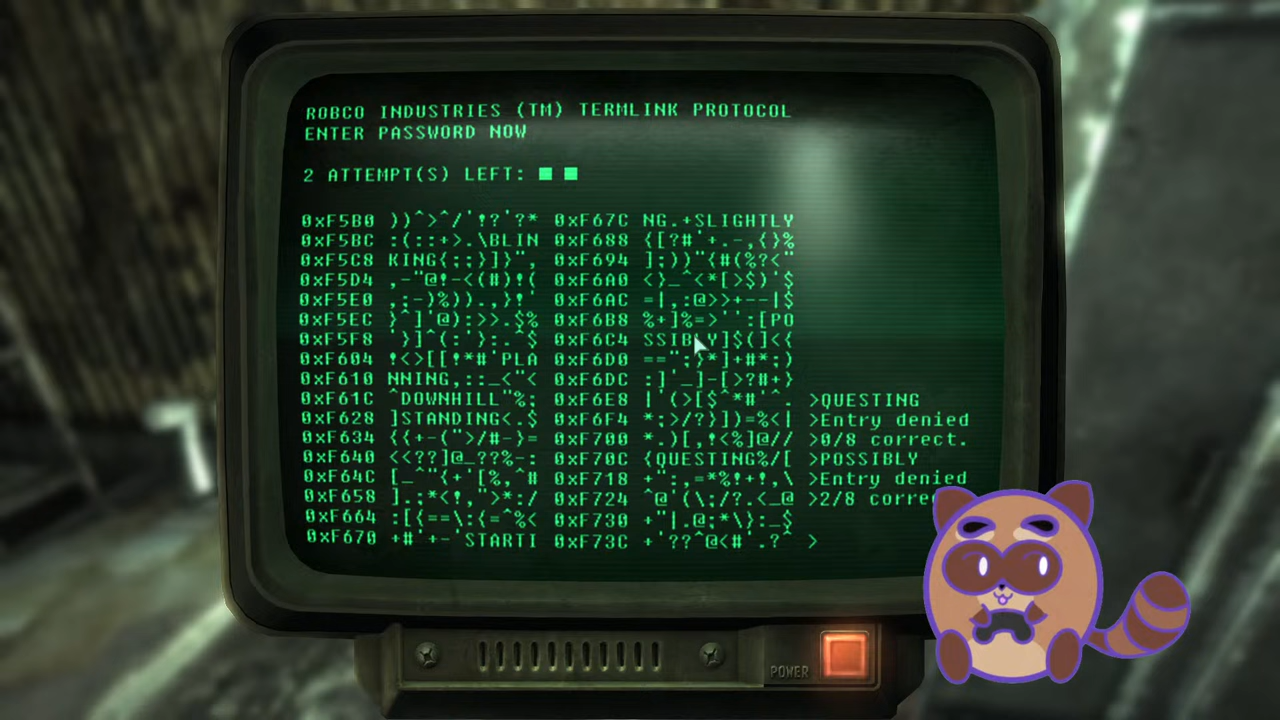 ROBCO INDUSTRIES (TM) TERMLINK PROTOCOL
ENTER PASSWORD NOW
2 ATTEMPT(S) LEFT: ■ ■
0xF5B0 ))^>^/'!?'?* 0xF67C NG.+SLIGHTLY
0xF5BC :(::+>.\BLIN 0xF688 {[?#'+.-,{}%
0xF5C8 KING{;;}]}", 0xF694 ];))"{#(%?<"
0xF5D4 ,-"@!-<(#)!( 0xF6A0 <}_^<*[>$)'$
0xF5E0 ,;-)%)).,}!' 0xF6AC =|,:@>>+--|$
0xF5EC }^]'@):>>.$% 0xF6B8 %+]%=>'':[PO
0xF5F8 '}]^(:'}:.^$ 0xF6C4 SSIBLY]$(]<{
0xF604 !<>[[!*#'PLA 0xF6D0 ==";}*]+#*;)
0xF610 NNING,::_<"< 0xF6DC :]'_]-[>?#+}
0xF61C ^DOWNHILL"%; 0xF6E8 |'(>[$^*#'^. >QUESTING
0xF628 ]STANDING<.$ 0xF6F4 *;>/?}])=%<| >Entry denied
0xF634 {{+-(">/#-}= 0xF700 *.)[,!<%]@// >0/8 correct.
0xF640 <<??]@_??%-: 0xF70C {QUESTING%/[ >POSSIBLY
0xF64C [_^"{+'[%,^# 0xF718 +":,=*%!+!,\ >Entry denied
0xF658 ].;*<!,">*:/ 0xF724 ^@'(\;/?.<_@ >2/8 corre
0xF664 :[{==\:{=^%< 0xF730 +"|.@;*\}:_$
0xF670 +#'+-'STARTI 0xF73C +'??^@<#'.?^ >
POWER